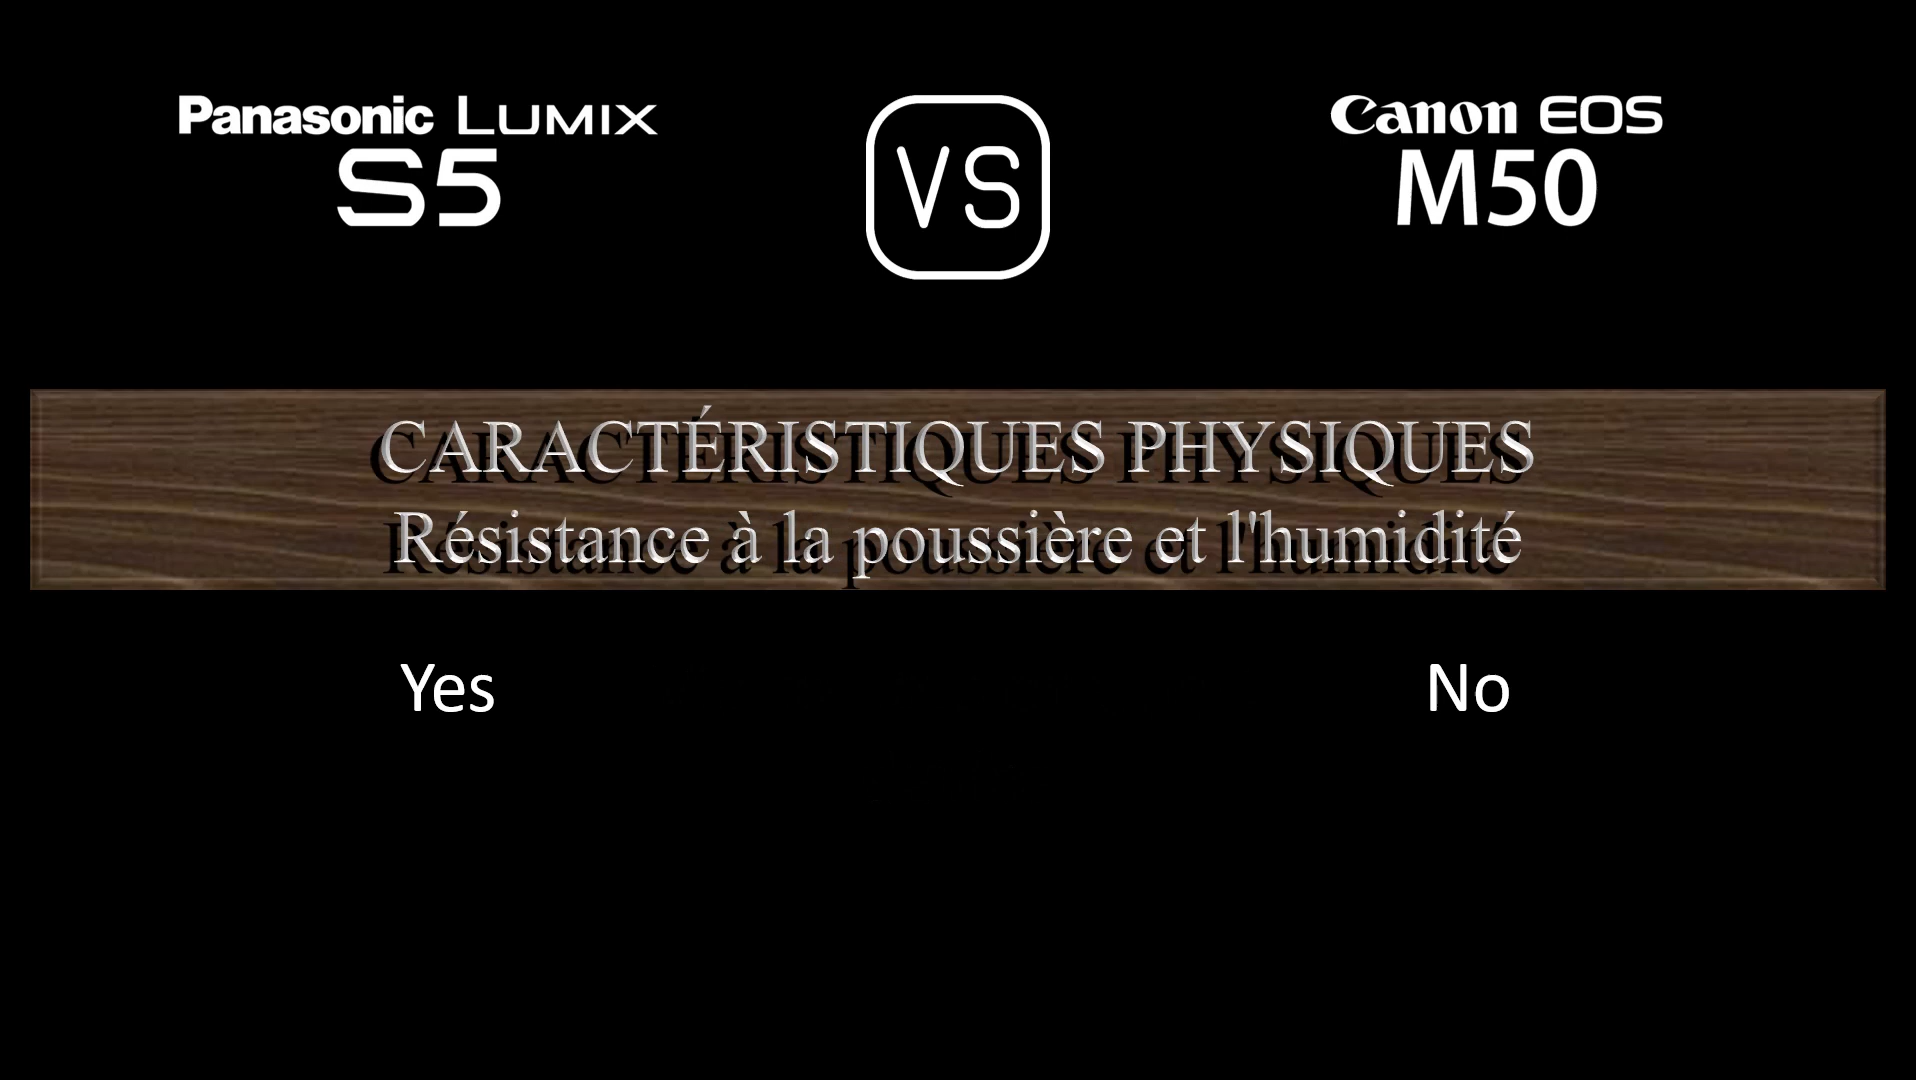 Panasonic LUMIX
S5
VS
Canon EOS
M50
CARACTÉRISTIQUES PHYSIQUES
Résistance à la poussière et l'humidité
Yes
No